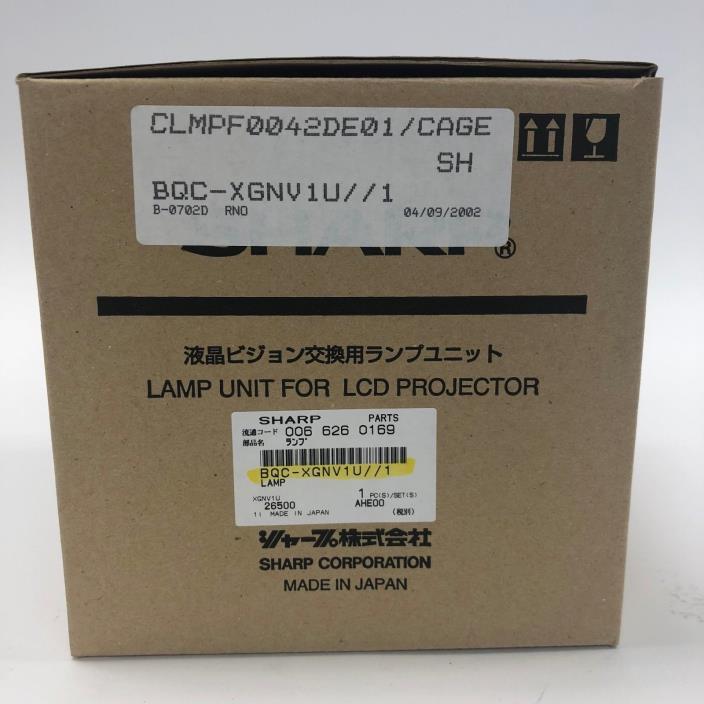 CLMPF0042DE01/CAGE
SH
BQC-XGNV1U//1
B-0702D RNO 04/09/2002
SHARP®
液晶ビジョン交換用ランプユニット
LAMP UNIT FOR LCD PROJECTOR
SHARP PARTS
流通コード 006 626 0169
部品名 ランプ
BQC-XGNV1U//1
LAMP
XGNV1U 1 PC(S)/SET(S)
26500 AHE00
11 MADE IN JAPAN (税別)
シャープ株式会社
SHARP CORPORATION
MADE IN JAPAN